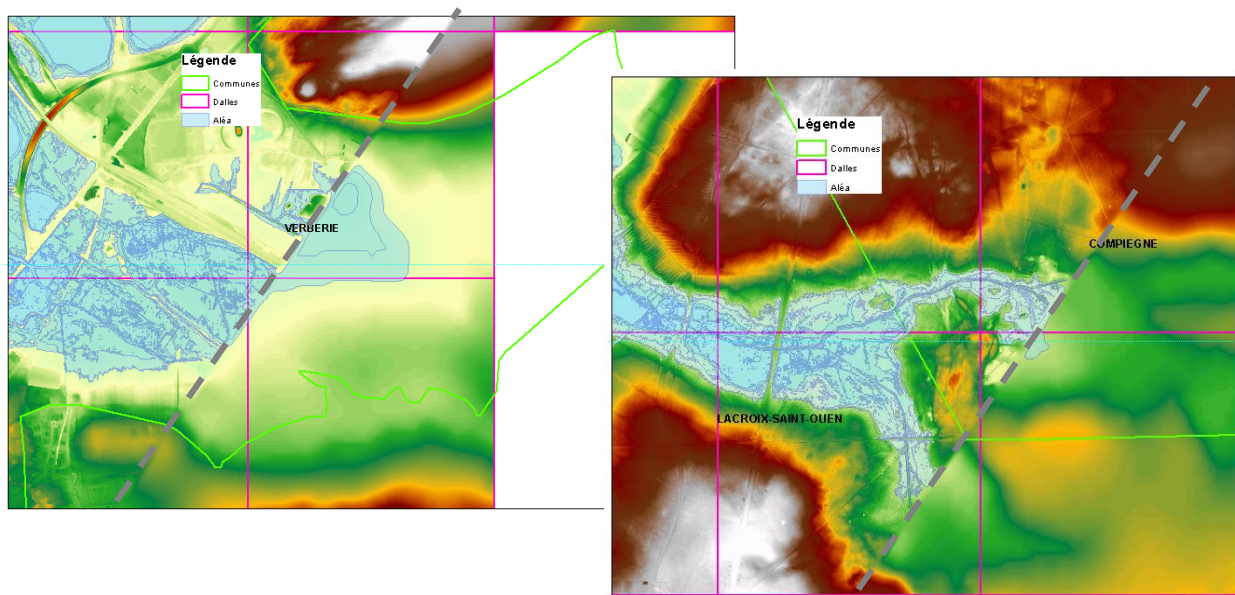 Légende
Communes
Dalles
Aléa
VERBERIE
Légende
Communes
Dalles
Aléa
COMPIEGNE
LACROIX-SAINT-OUEN